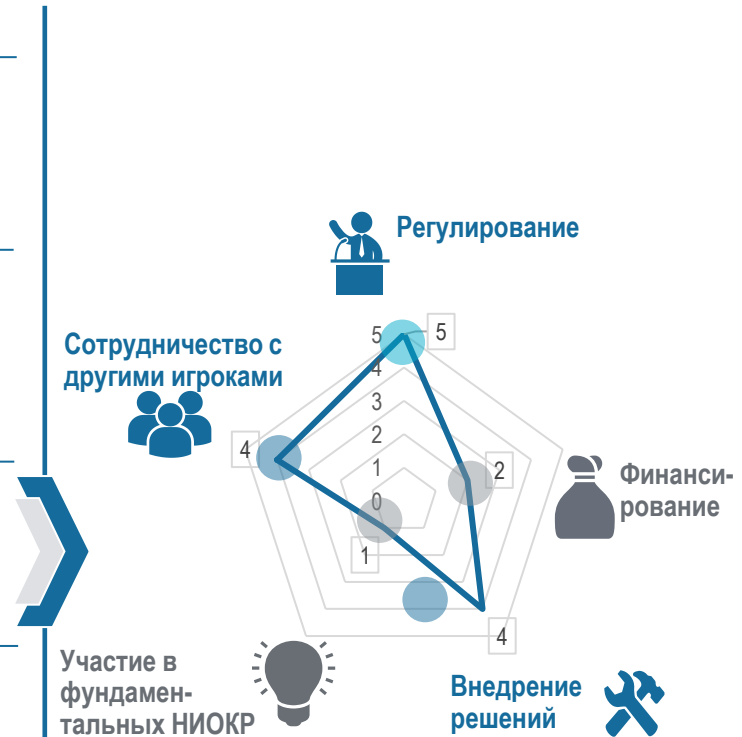 Регулирование
Сотрудничество с
другими игроками
5
5
4
3
2
1
0
4
2
Финанси-
рование
1
4
Участие в
фундамен-
тальных НИОКР
Внедрение
решений